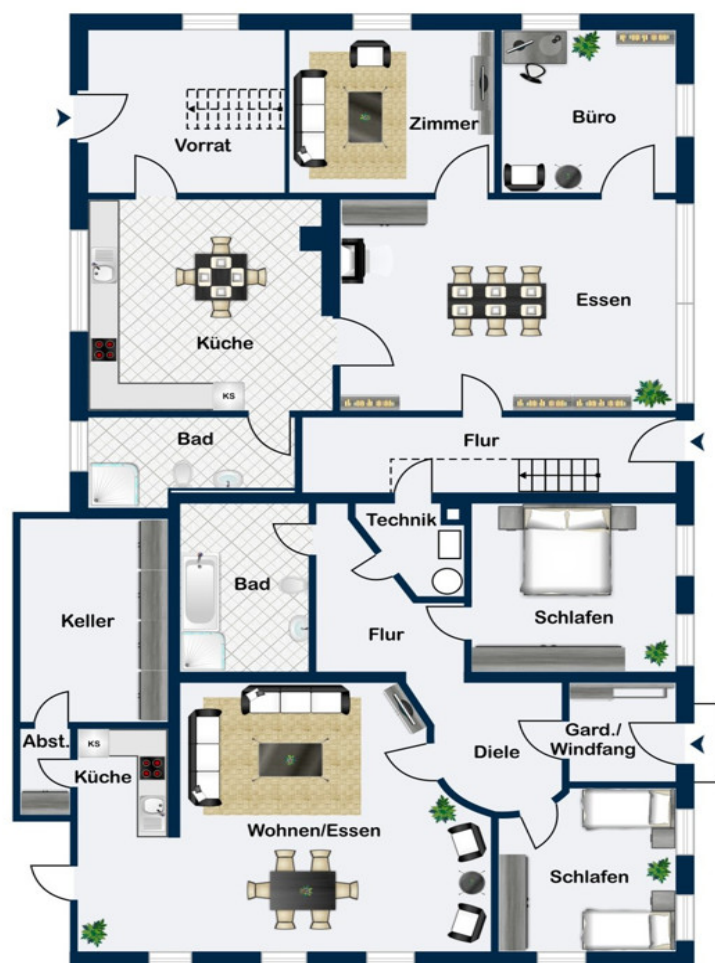 Vorrat
Zimmer
Büro
Küche
Essen
KS
Bad
Flur
Technik
Keller
Bad
Flur
Schlafen
Abst.
KS
Küche
Diele
Gard./
Windfang
Wohnen/Essen
Schlafen